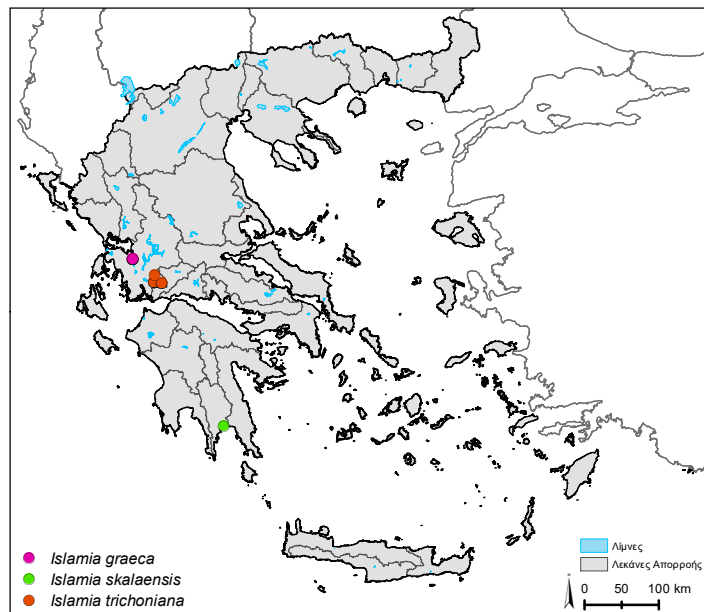 Islamia graeca
Islamia skalaensis
Islamia trichoniana
Λίμνες
Λεκάνες Απορροής
0 50 100 km